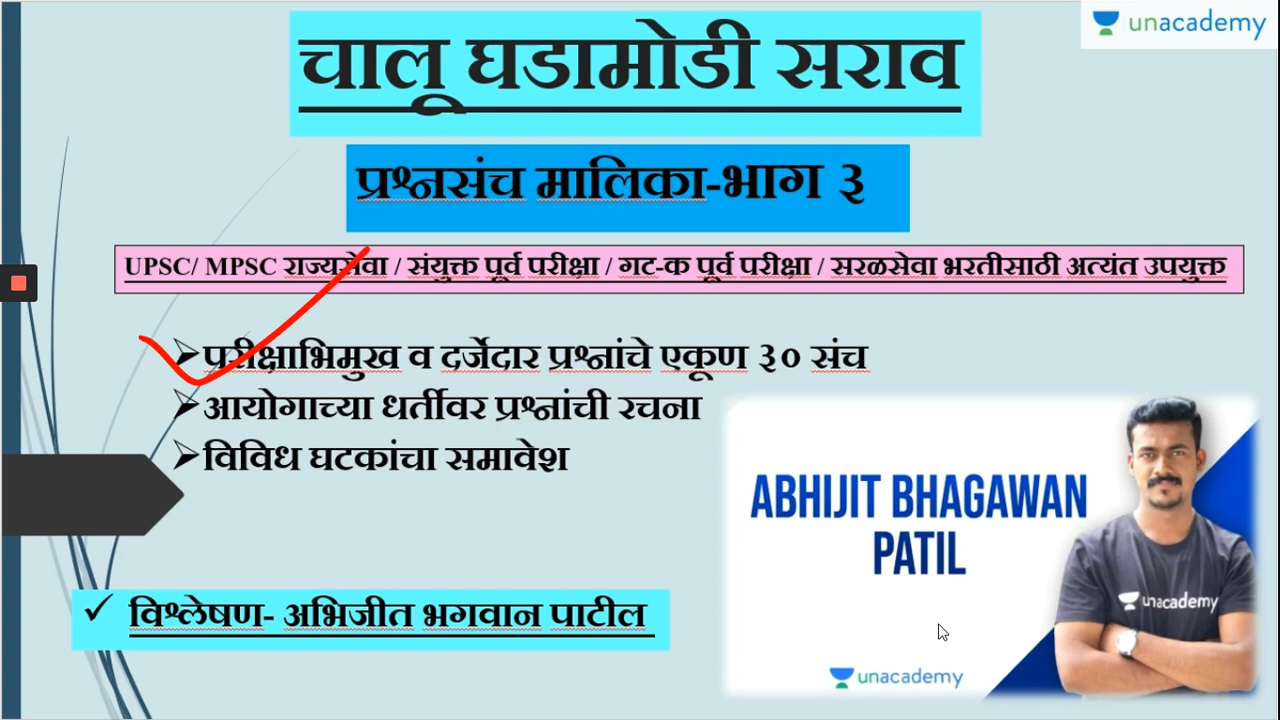 unacademy
चालू घडामोडी सराव
प्रश्नसंच मालिका-भाग ३
UPSC/ MPSC राज्यसेवा / संयुक्त पूर्व परीक्षा / गट-क पूर्व परीक्षा / सरळसेवा भरतीसाठी अत्यंत उपयुक्त
परीक्षाभिमुख व दर्जेदार प्रश्नांचे एकूण ३० संच
आयोगाच्या धर्तीवर प्रश्नांची रचना
विविध घटकांचा समावेश
ABHIJIT BHAGAWAN
PATIL
unacademy
विश्लेषण- अभिजीत भगवान पाटील
unacademy